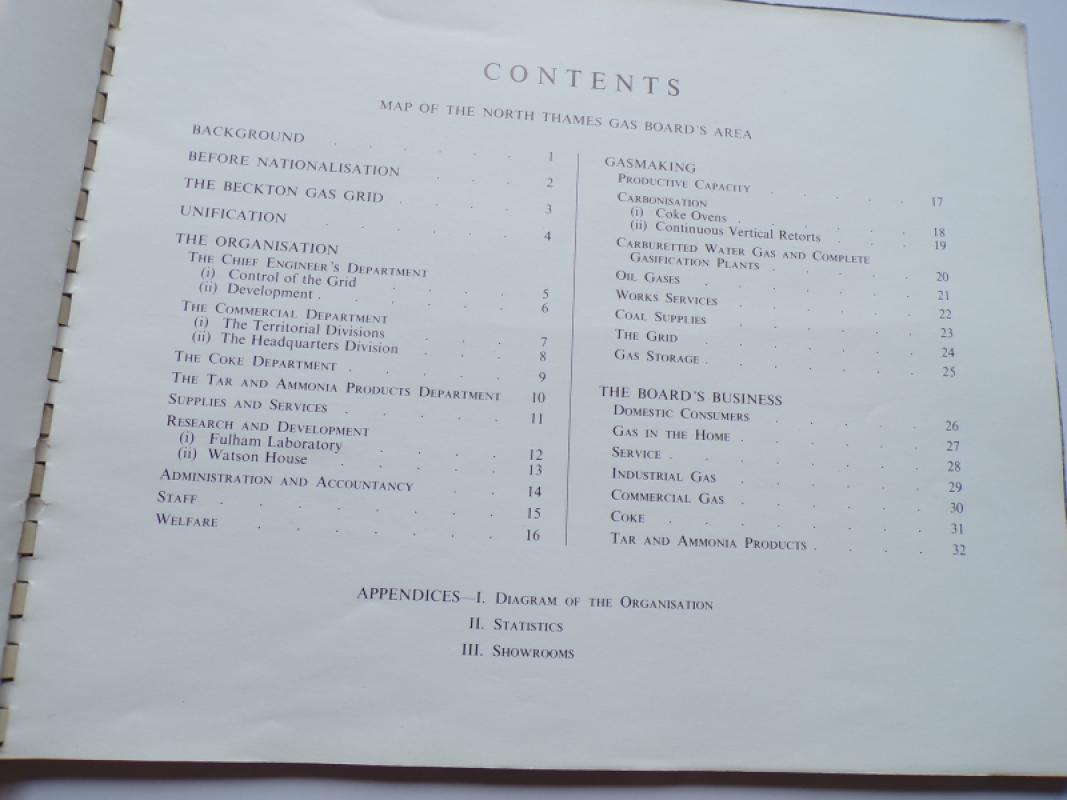 CONTENTS
MAP OF THE NORTH THAMES GAS BOARD'S AREA
BACKGROUND . . . . . 1
BEFORE NATIONALISATION . . . 2
THE BECKTON GAS GRID . . . . 3
UNIFICATION . . . . . . 4
THE ORGANISATION
THE CHIEF ENGINEER'S DEPARTMENT
(i) Control of the Grid . . . . 5
(ii) Development . . . . . 6
THE COMMERCIAL DEPARTMENT
(i) The Territorial Divisions . . . 7
(ii) The Headquarters Division . . . 8
THE COKE DEPARTMENT . . . . . 9
THE TAR AND AMMONIA PRODUCTS DEPARTMENT 10
SUPPLIES AND SERVICES . . . . . 11
RESEARCH AND DEVELOPMENT
(i) Fulham Laboratory . . . . 12
(ii) Watson House . . . . . 13
ADMINISTRATION AND ACCOUNTANCY . . 14
STAFF . . . . . . . . 15
WELFARE . . . . . . . 16
GASMAKING
PRODUCTIVE CAPACITY . . . . . 17
CARBONISATION
(i) Coke Ovens . . . . . . 18
(ii) Continuous Vertical Retorts . . . 19
CARBURETTED WATER GAS AND COMPLETE
GASIFICATION PLANTS . . . . . 20
OIL GASES . . . . . . . 21
WORKS SERVICES . . . . . . 22
COAL SUPPLIES . . . . . . 23
THE GRID . . . . . . . 24
GAS STORAGE . . . . . . . 25
THE BOARD'S BUSINESS
DOMESTIC CONSUMERS . . . . . 26
GAS IN THE HOME . . . . . . 27
SERVICE . . . . . . . . 28
INDUSTRIAL GAS . . . . . . 29
COMMERCIAL GAS . . . . . . 30
COKE . . . . . . . . 31
TAR AND AMMONIA PRODUCTS . . . . 32
APPENDICES—I. DIAGRAM OF THE ORGANISATION
II. STATISTICS
III. SHOWROOMS